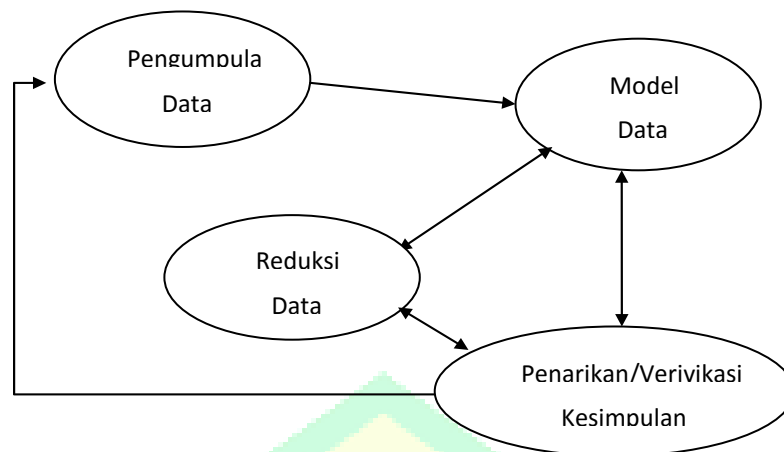 Pengumpula
Data
Model
Data
Reduksi
Data
Penarikan/Verivikasi
Kesimpulan